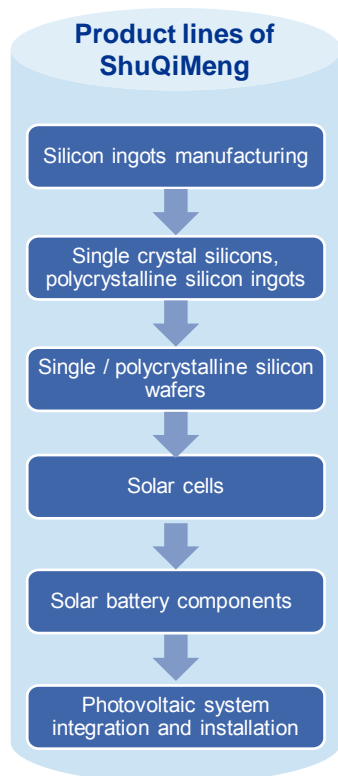 Product lines of
ShuQiMeng
Silicon ingots manufacturing
Single crystal silicons,
polycrystalline silicon ingots
Single / polycrystalline silicon
wafers
Solar cells
Solar battery components
Photovoltaic system
integration and installation